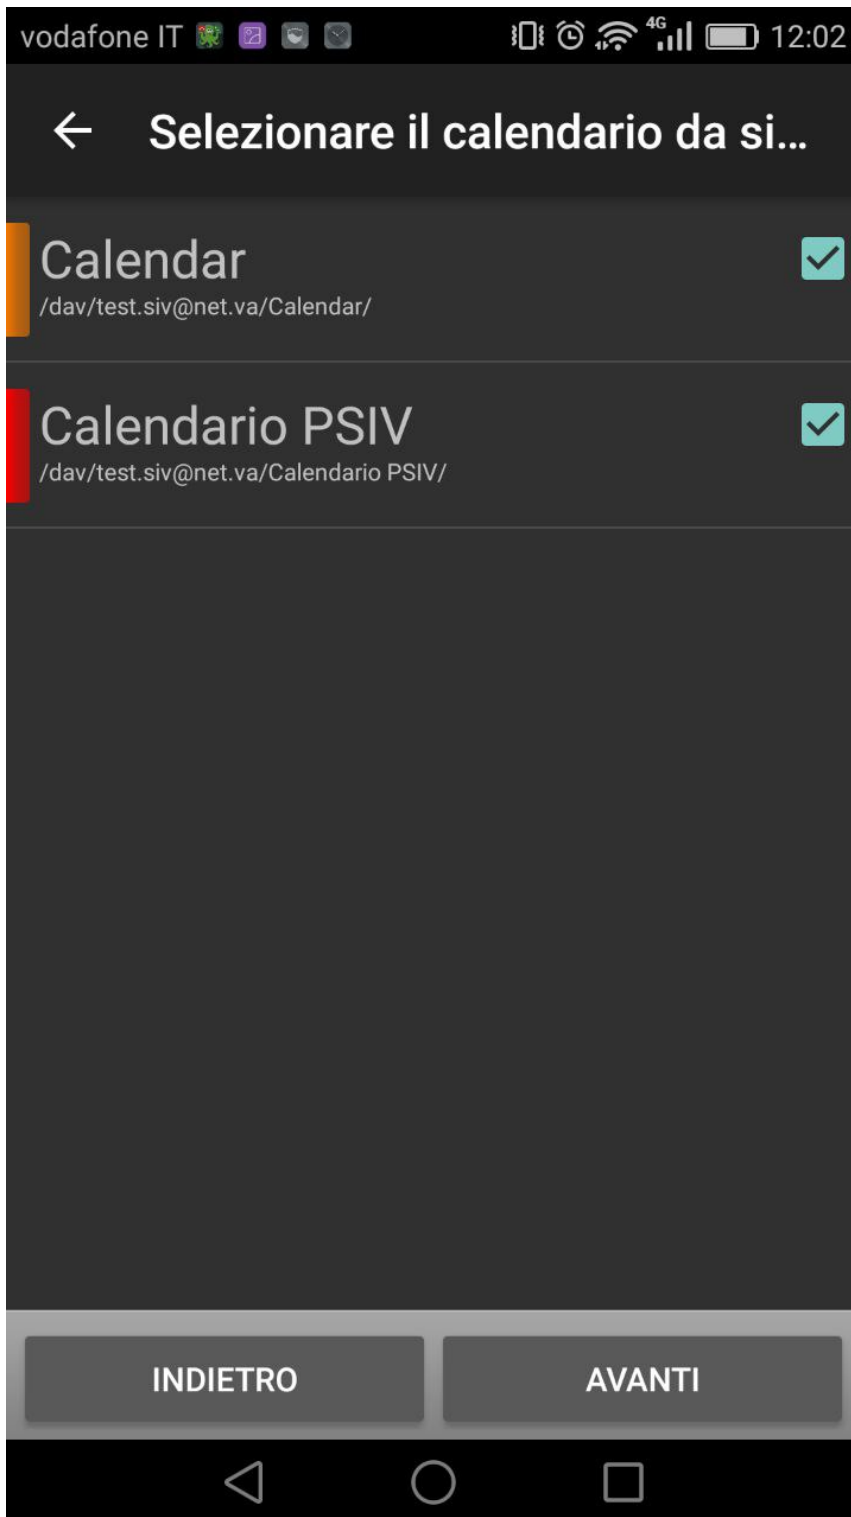 vodafone IT 4G 12:02
Selezionare il calendario da si...
Calendar
/dav/test.siv@net.va/Calendar/
Calendario PSIV
/dav/test.siv@net.va/Calendario PSIV/
INDIETRO AVANTI